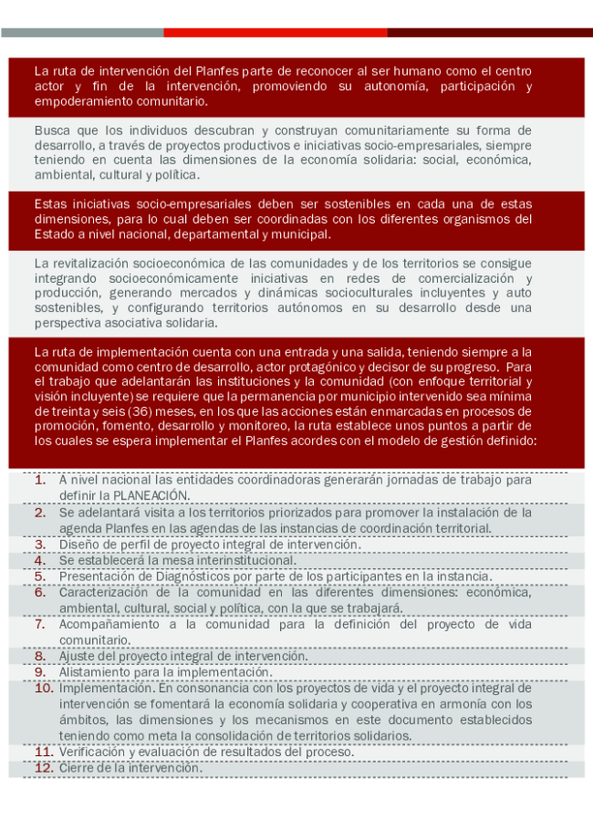 La ruta de intervención del Planfes parte de reconocer al ser humano como el centro
actor y fin de la intervención, promoviendo su autonomía, participación y
empoderamiento comunitario.
Busca que los individuos descubran y construyan comunitariamente su forma de
desarrollo, a través de proyectos productivos e iniciativas socio-empresariales, siempre
teniendo en cuenta las dimensiones de la economía solidaria: social, económica,
ambiental, cultural y política.
Estas iniciativas socio-empresariales deben ser sostenibles en cada una de estas
dimensiones, para lo cual deben ser coordinadas con los diferentes organismos del
Estado a nivel nacional, departamental y municipal.
La revitalización socioeconómica de las comunidades y de los territorios se consigue
integrando socioeconómicamente iniciativas en redes de comercialización y
producción, generando mercados y dinámicas socioculturales incluyentes y auto
sostenibles, y configurando territorios autónomos en su desarrollo desde una
perspectiva asociativa solidaria.
La ruta de implementación cuenta con una entrada y una salida, teniendo siempre a la
comunidad como centro de desarrollo, actor protagónico y decisor de su progreso. Para
el trabajo que adelantarán las instituciones y la comunidad (con enfoque territorial y
visión incluyente) se requiere que la permanencia por municipio intervenido sea mínima
de treinta y seis (36) meses, en los que las acciones están enmarcadas en procesos de
promoción, fomento, desarrollo y monitoreo, la ruta establece unos puntos a partir de
los cuales se espera implementar el Planfes acordes con el modelo de gestión definido:
1. A nivel nacional las entidades coordinadoras generarán jornadas de trabajo para
definir la PLANEACIÓN.
2. Se adelantará visita a los territorios priorizados para promover la instalación de la
agenda Planfes en las agendas de las instancias de coordinación territorial.
3. Diseño de perfil de proyecto integral de intervención.
4. Se establecerá la mesa interinstitucional.
5. Presentación de Diagnósticos por parte de los participantes en la instancia.
6. Caracterización de la comunidad en las diferentes dimensiones: económica,
ambiental, cultural, social y política, con la que se trabajará.
7. Acompañamiento a la comunidad para la definición del proyecto de vida
comunitario.
8. Ajuste del proyecto integral de intervención.
9. Alistamiento para la implementación.
10. Implementación. En consonancia con los proyectos de vida y el proyecto integral de
intervención se fomentará la economía solidaria y cooperativa en armonía con los
ámbitos, las dimensiones y los mecanismos en este documento establecidos
teniendo como meta la consolidación de territorios solidarios.
11. Verificación y evaluación de resultados del proceso.
12. Cierre de la intervención.